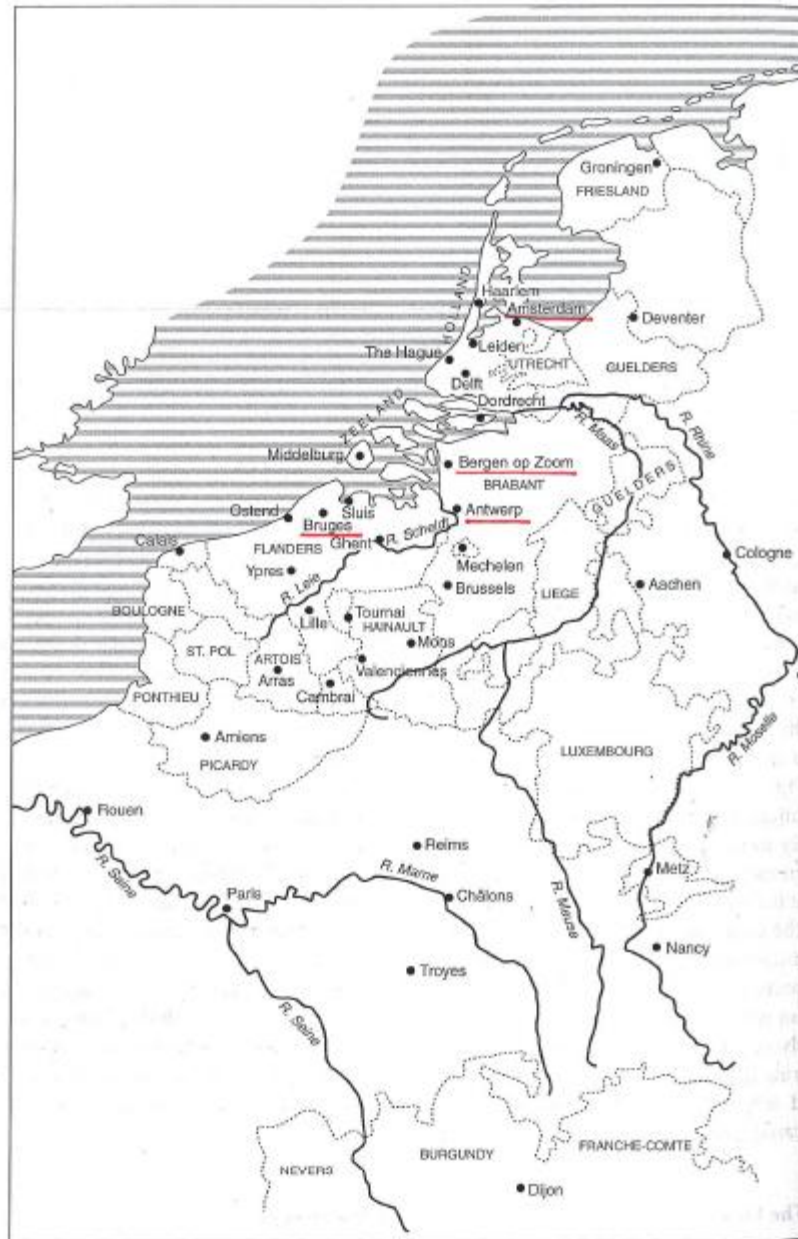 Groningen
FRIESLAND
HOLLAND
Haarlem
Amsterdam
Deventer
Leiden
The Hague
UTRECHT
GUELDERS
Delft
Dordrecht
R. Maas
R. Rhine
ZEELAND
Middelburg
Bergen op Zoom
BRABANT
GUELDERS
Ostend
Sluis
Bruges
Antwerp
R. Scheldt
Calais
FLANDERS
Ghent
Cologne
Mechelen
Ypres
R. Leie
Brussels
LIEGE
Aachen
BOULOGNE
Lille
Tournai
HAINAULT
Mons
ST. POL
ARTOIS
Arras
Valenciennes
PONTHIEU
Cambrai
Amiens
PICARDY
LUXEMBOURG
R. Moselle
Rouen
Reims
R. Seine
R. Marne
Metz
Paris
Châlons
R. Meuse
Nancy
Troyes
R. Seine
BURGUNDY
FRANCHE-COMTE
NEVERS
Dijon